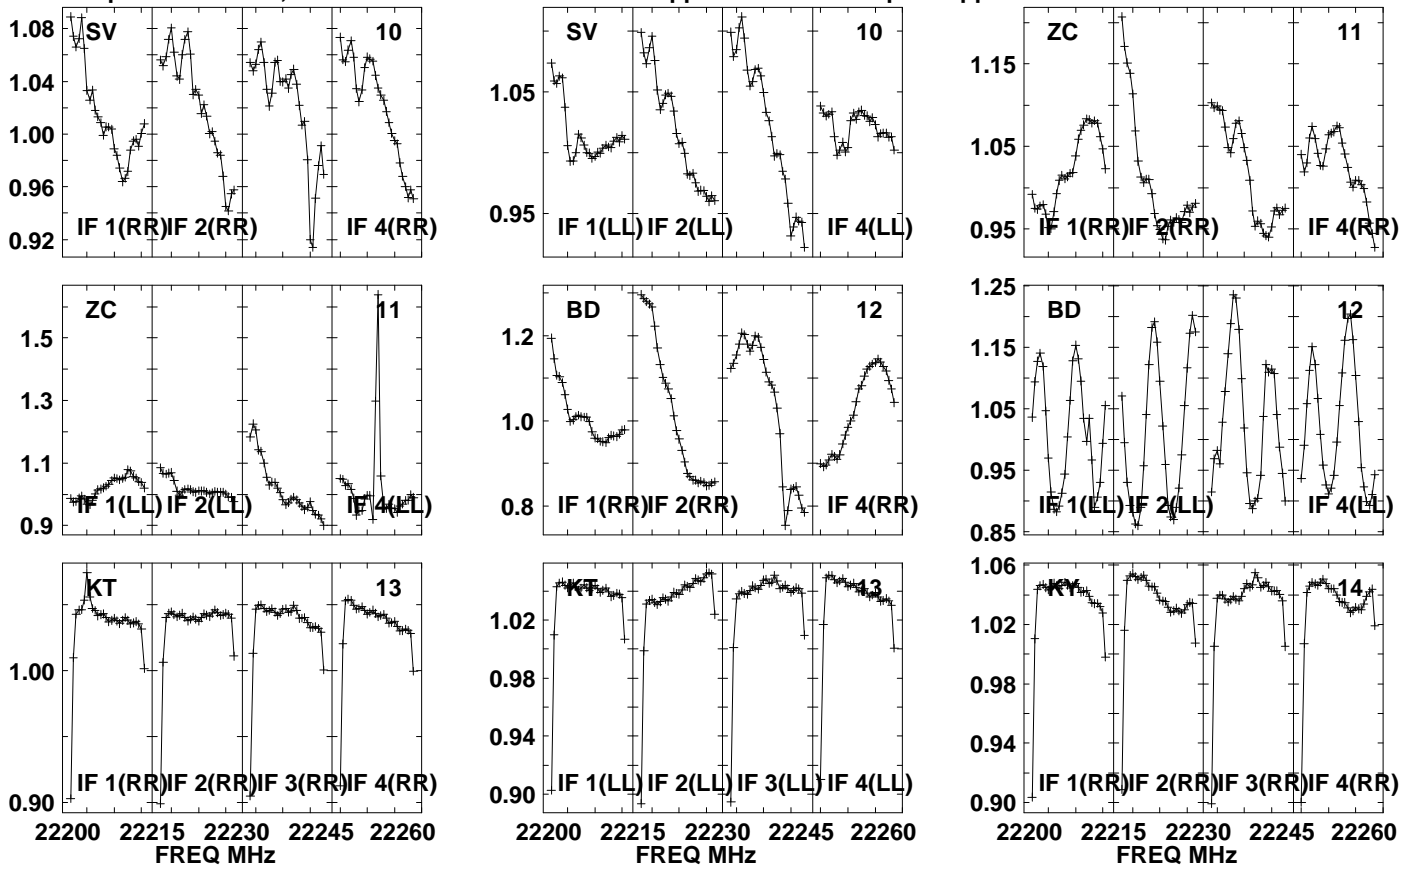 SV 10
1.08
1.04
1.00
0.96
0.92
IF 1(RR) IF 2(RR) IF 4(RR)
SV 10
1.05
0.95
IF 1(LL) IF 2(LL) IF 4(LL)
ZC 11
1.15
1.05
0.95
IF 1(RR) IF 2(RR) IF 4(RR)
ZC 11
1.5
1.3
1.1
0.9
IF 1(LL) IF 2(LL) IF 4(LL)
BD 12
1.2
1.0
0.8
IF 1(RR) IF 2(RR) IF 4(RR)
BD 12
1.25
1.15
1.05
0.95
0.85
IF 1(LL) IF 2(LL) IF 4(LL)
KT 13
1.00
0.90
IF 1(RR) IF 2(RR) IF 3(RR) IF 4(RR)
22200 22215 22230 22245 22260
FREQ MHz
KT 13
1.02
0.98
0.94
0.90
IF 1(LL) IF 2(LL) IF 3(LL) IF 4(LL)
22200 22215 22230 22245 22260
KY 14
1.06
1.02
0.98
0.94
0.90
IF 1(RR) IF 2(RR) IF 3(RR) IF 4(RR)
22200 22215 22230 22245 22260
FREQ MHz
FREQ MHz